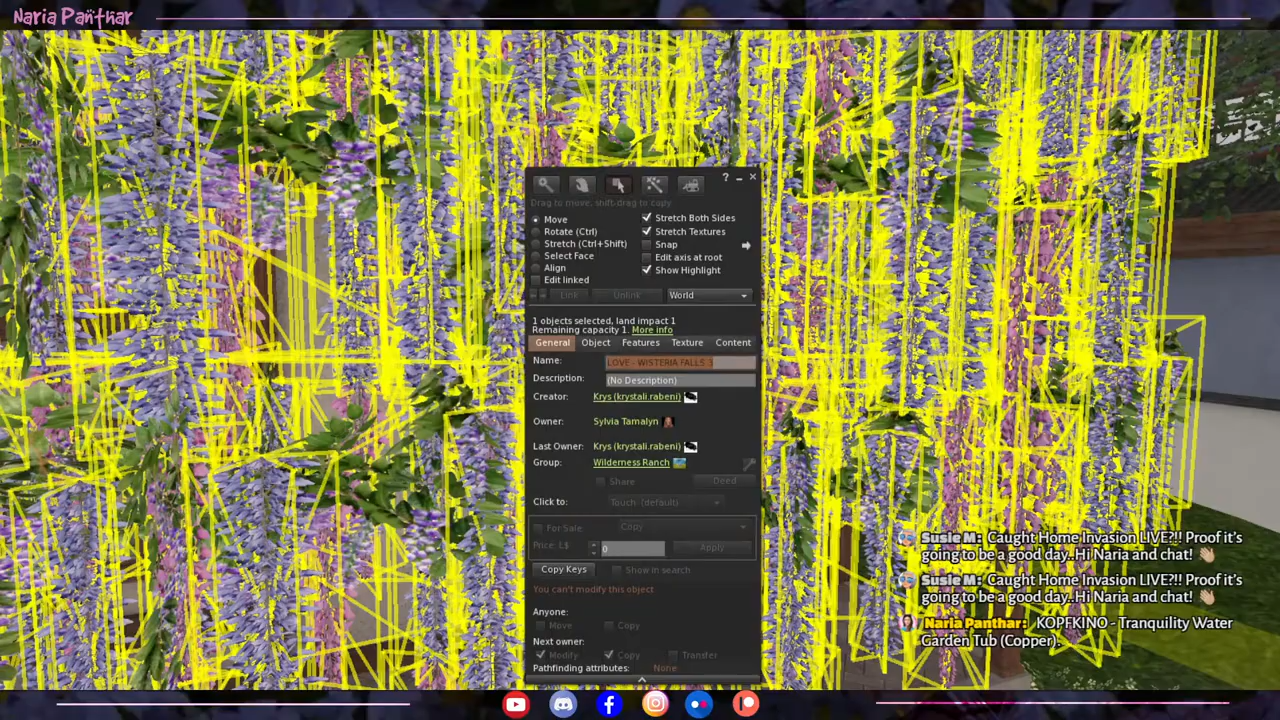 Naria Panthar
? _ ×
Drag to move, shift-drag to copy
Move
Rotate (Ctrl)
Stretch (Ctrl+Shift)
Select Face
Align
Edit linked
Stretch Both Sides
Stretch Textures
Snap
Edit axis at root
Show Highlight
Link Unlink World
1 objects selected, land impact 1
Remaining capacity 1. More info
General Object Features Texture Content
Name: LOVE - WISTERIA FALLS
Description: (No Description)
Creator: Krys (krystali.rabeni)
Owner: Sylvia Tamalyn
Last Owner: Krys (krystali.rabeni)
Group: Wilderness Ranch
Share Deed
Click to: Touch (default)
For Sale Copy
Price: L$ 0 Apply
Copy Keys Show in search
You can't modify this object
Anyone:
Move Copy
Next owner:
Modify Copy Transfer
Pathfinding attributes: None
Susie M: Caught Home Invasion LIVE?!! Proof it's
going to be a good day..Hi Naria and chat! 👋
Susie M: Caught Home Invasion LIVE?!! Proof it's
going to be a good day..Hi Naria and chat! 👋
Naria Panthar: KOPFKINO - Tranquility Water
Garden Tub (Copper).